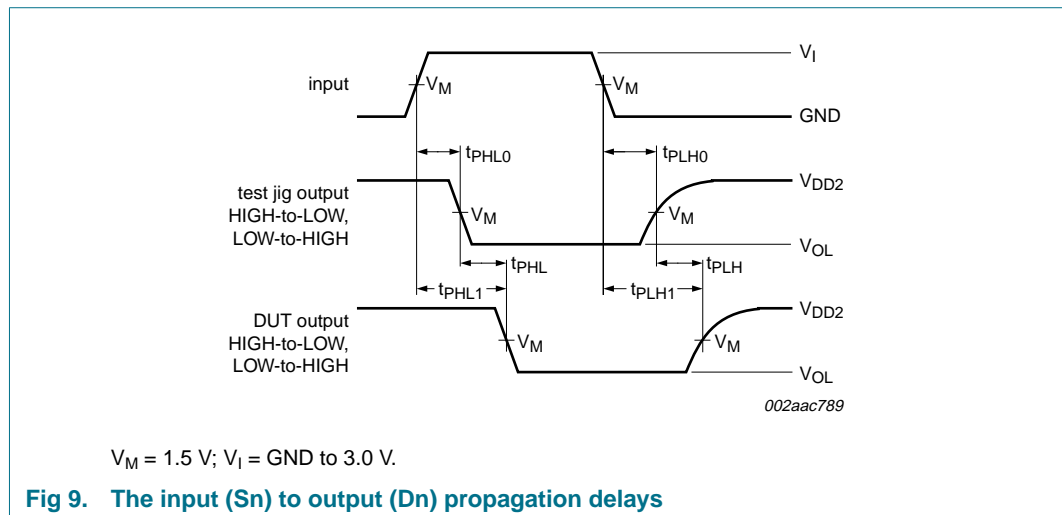 V_I
input
V_M
V_M
GND
t_PHL0
t_PLH0
V_DD2
test jig output
HIGH-to-LOW,
LOW-to-HIGH
V_M
V_M
V_OL
t_PHL
t_PLH
t_PHL1
t_PLH1
V_DD2
DUT output
HIGH-to-LOW,
LOW-to-HIGH
V_M
V_M
V_OL
002aac789
V_M = 1.5 V; V_I = GND to 3.0 V.
Fig 9. The input (Sn) to output (Dn) propagation delays